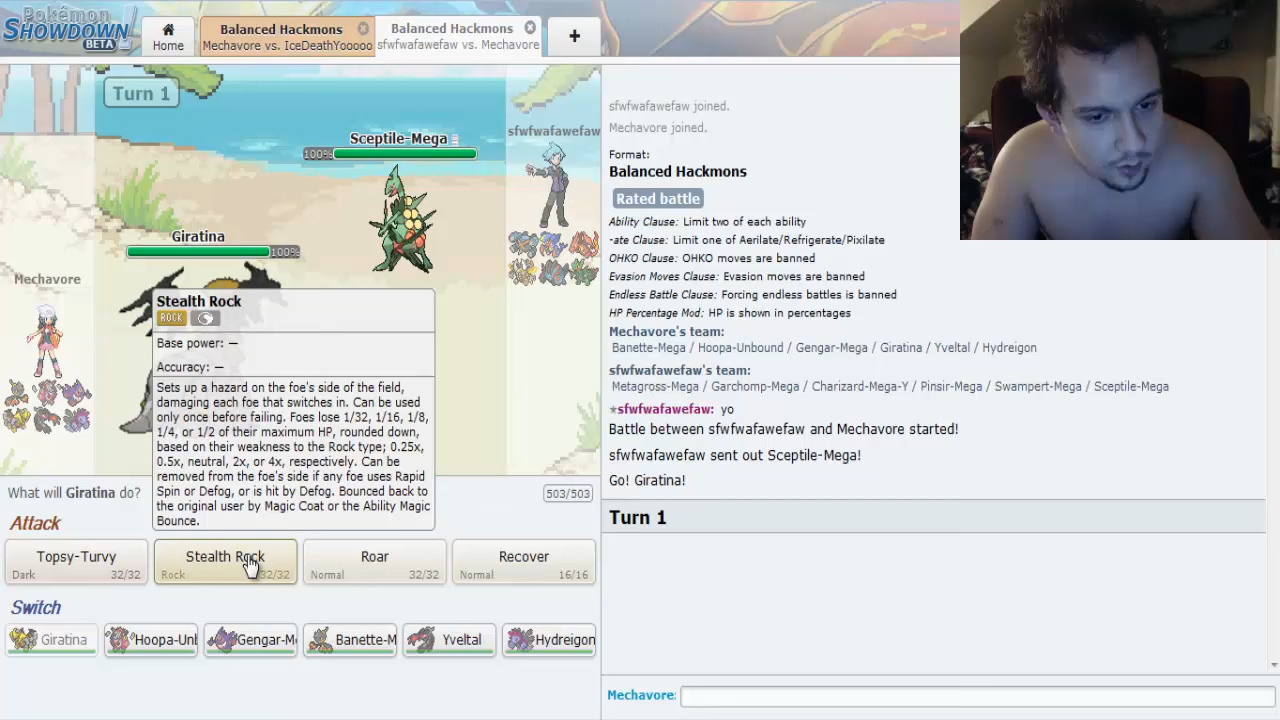 Pokémon
SHOWDOWN
BETA
Home
Balanced Hackmons
Mechavore vs. IceDeathYooooo
Balanced Hackmons
sfwfwafawefaw vs. Mechavore
+
Turn 1
Sceptile-Mega
100%
sfwfwafawefaw
Giratina
100%
Mechavore
Stealth Rock
ROCK
Base power: —
Accuracy: —
Sets up a hazard on the foe's side of the field,
damaging each foe that switches in. Can be used
only once before failing. Foes lose 1/32, 1/16, 1/8,
1/4, or 1/2 of their maximum HP, rounded down,
based on their weakness to the Rock type; 0.25x,
0.5x, neutral, 2x, or 4x, respectively. Can be
removed from the foe's side if any foe uses Rapid
Spin or Defog, or is hit by Defog. Bounced back to
the original user by Magic Coat or the Ability Magic
Bounce.
What will Giratina do?
503/503
Attack
Topsy-Turvy
Dark 32/32
Stealth Rock
Rock 32/32
Roar
Normal 32/32
Recover
Normal 16/16
Switch
Giratina
Hoopa-Unl
Gengar-M
Banette-M
Yveltal
Hydreigon
sfwfwafawefaw joined.
Mechavore joined.
Format:
Balanced Hackmons
Rated battle
Ability Clause: Limit two of each ability
-ate Clause: Limit one of Aerilate/Refrigerate/Pixilate
OHKO Clause: OHKO moves are banned
Evasion Moves Clause: Evasion moves are banned
Endless Battle Clause: Forcing endless battles is banned
HP Percentage Mod: HP is shown in percentages
Mechavore's team:
Banette-Mega / Hoopa-Unbound / Gengar-Mega / Giratina / Yveltal / Hydreigon
sfwfwafawefaw's team:
Metagross-Mega / Garchomp-Mega / Charizard-Mega-Y / Pinsir-Mega / Swampert-Mega / Sceptile-Mega
★sfwfwafawefaw: yo
Battle between sfwfwafawefaw and Mechavore started!
sfwfwafawefaw sent out Sceptile-Mega!
Go! Giratina!
Turn 1
Mechavore: